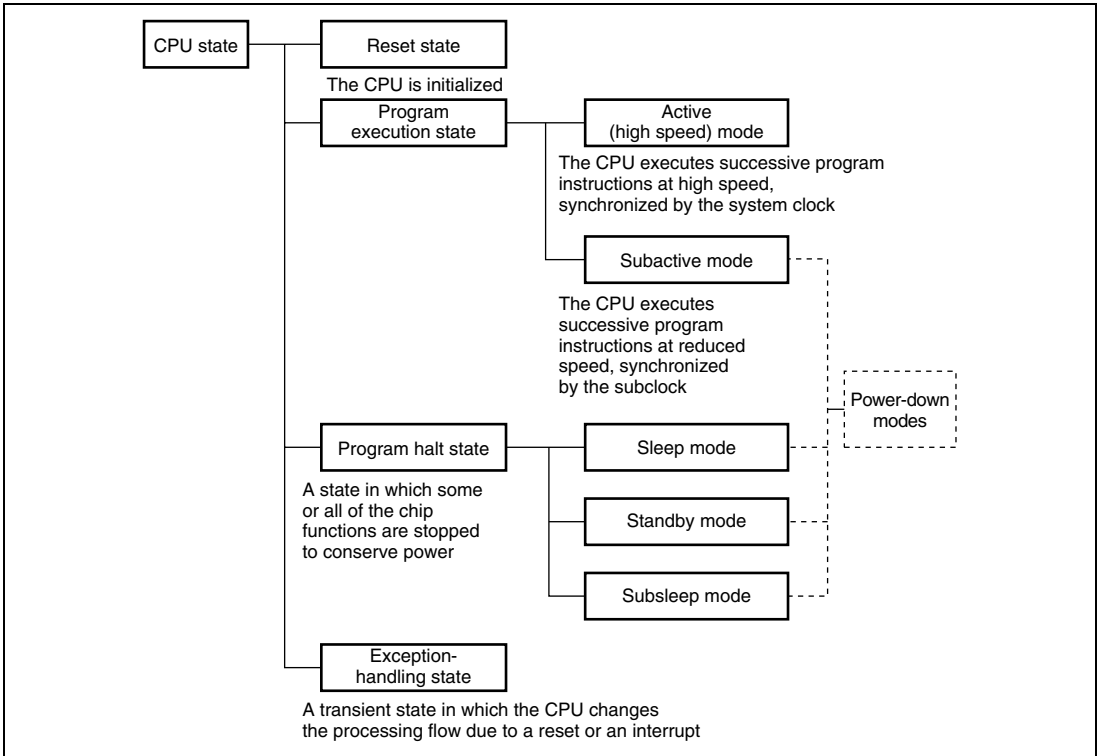 CPU state
Reset state
The CPU is initialized
Program
execution state
Active
(high speed) mode
The CPU executes successive program
instructions at high speed,
synchronized by the system clock
Subactive mode
The CPU executes
successive program
instructions at reduced
speed, synchronized
by the subclock
Power-down
modes
Program halt state
A state in which some
or all of the chip
functions are stopped
to conserve power
Sleep mode
Standby mode
Subsleep mode
Exception-
handling state
A transient state in which the CPU changes
the processing flow due to a reset or an interrupt